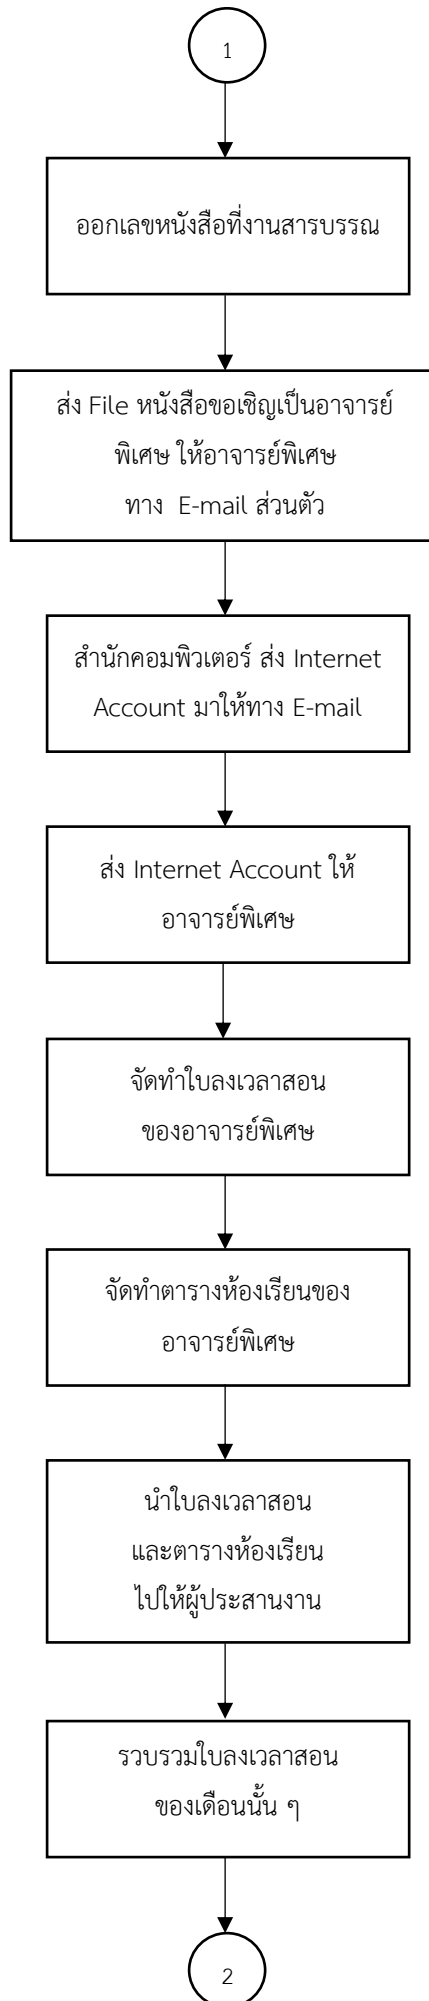 1
ออกเลขหนังสือที่งานสารบรรณ
ส่ง File หนังสือขอเชิญเป็นอาจารย์
พิเศษ ให้อาจารย์พิเศษ
ทาง E-mail ส่วนตัว
สำนักคอมพิวเตอร์ ส่ง Internet
Account มาให้ทาง E-mail
ส่ง Internet Account ให้
อาจารย์พิเศษ
จัดทำใบลงเวลาสอน
ของอาจารย์พิเศษ
จัดทำตารางห้องเรียนของ
อาจารย์พิเศษ
นำใบลงเวลาสอน
และตารางห้องเรียน
ไปให้ผู้ประสานงาน
รวบรวมใบลงเวลาสอน
ของเดือนนั้น ๆ
2